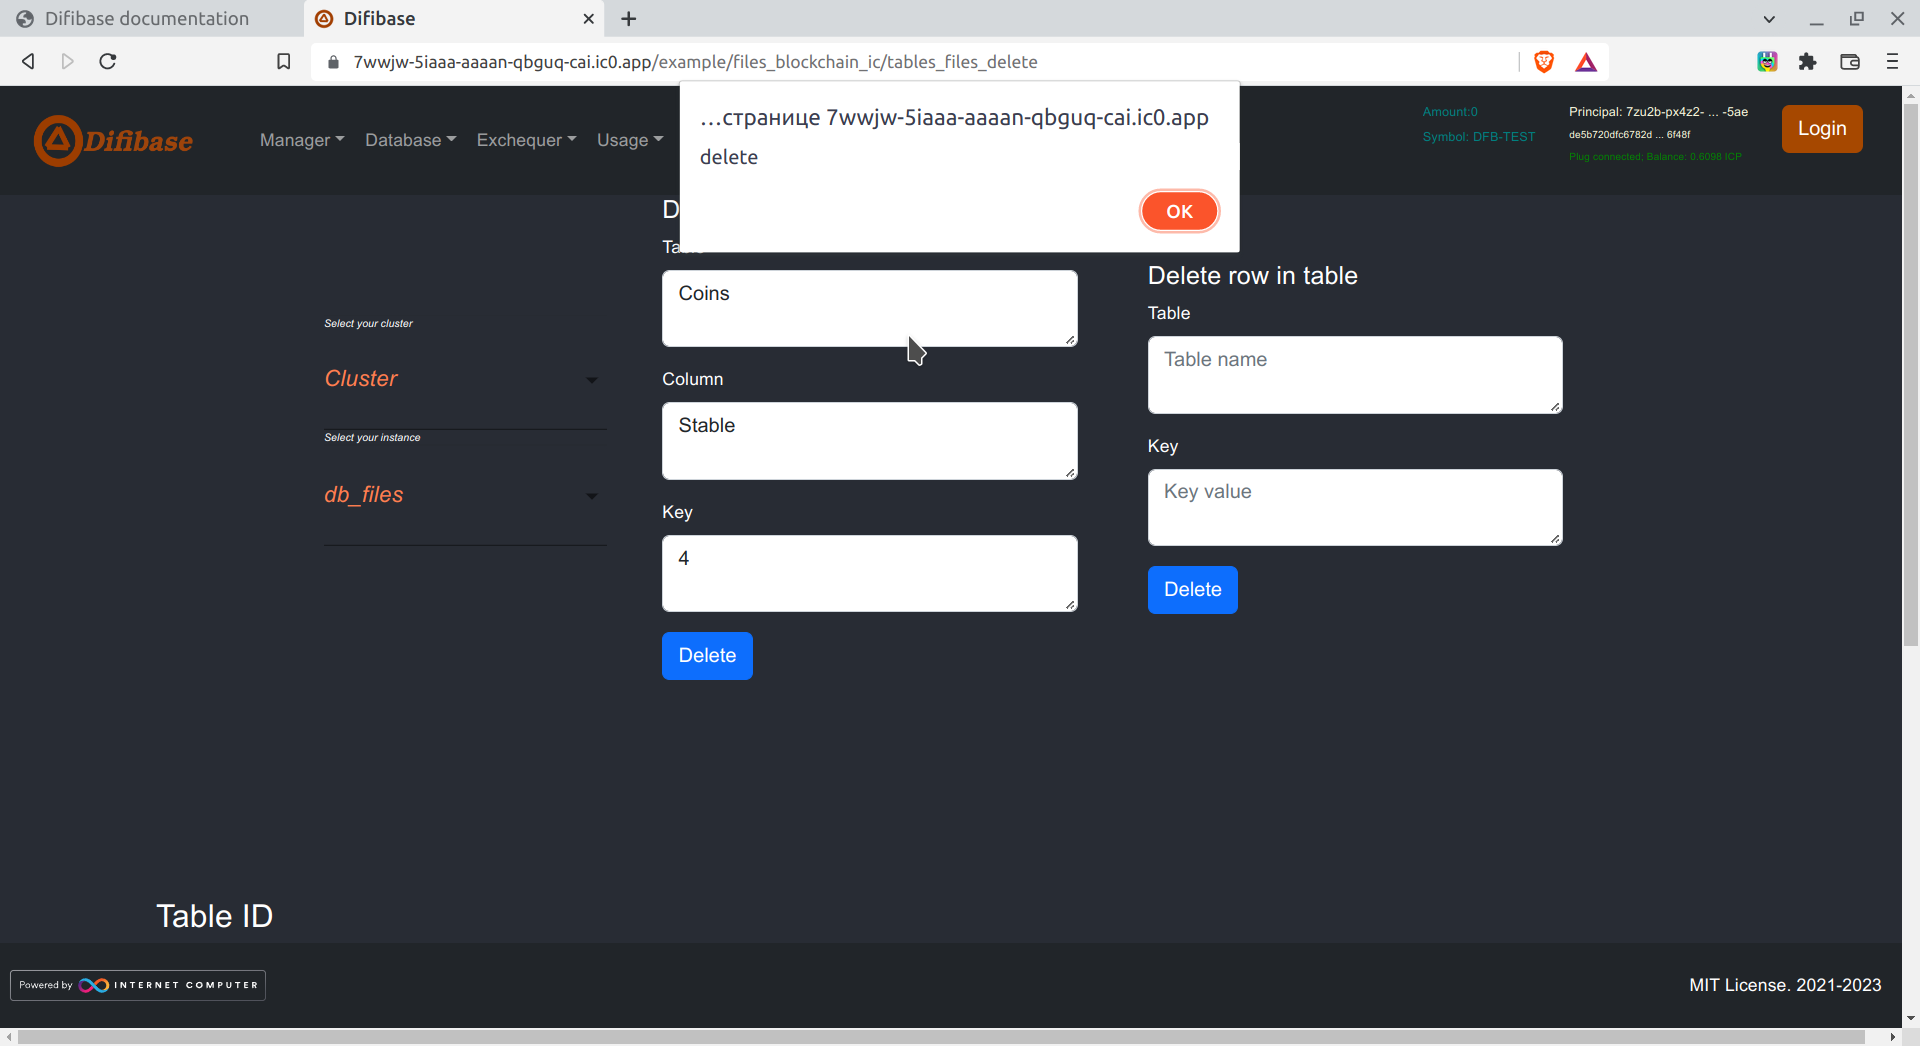 Difibase documentation
Difibase
7wwjw-5iaaa-aaaan-qbguq-cai.ic0.app/example/files_blockchain_ic/tables_files_delete
…странице 7wwjw-5iaaa-aaaan-qbguq-cai.ic0.app
delete
OK
Difibase
Manager
Database
Exchequer
Usage
Amount:0
Symbol: DFB-TEST
Principal: 7zu2b-px4z2- ... -5ae
de5b720dfc6782d ... 6f48f
Plug connected; Balance: 0.6098 ICP
Login
Select your cluster
Cluster
Select your instance
db_files
Coins
Column
Stable
Key
4
Delete
Delete row in table
Table
Table name
Key
Key value
Delete
Table ID
Powered by INTERNET COMPUTER
MIT License. 2021-2023